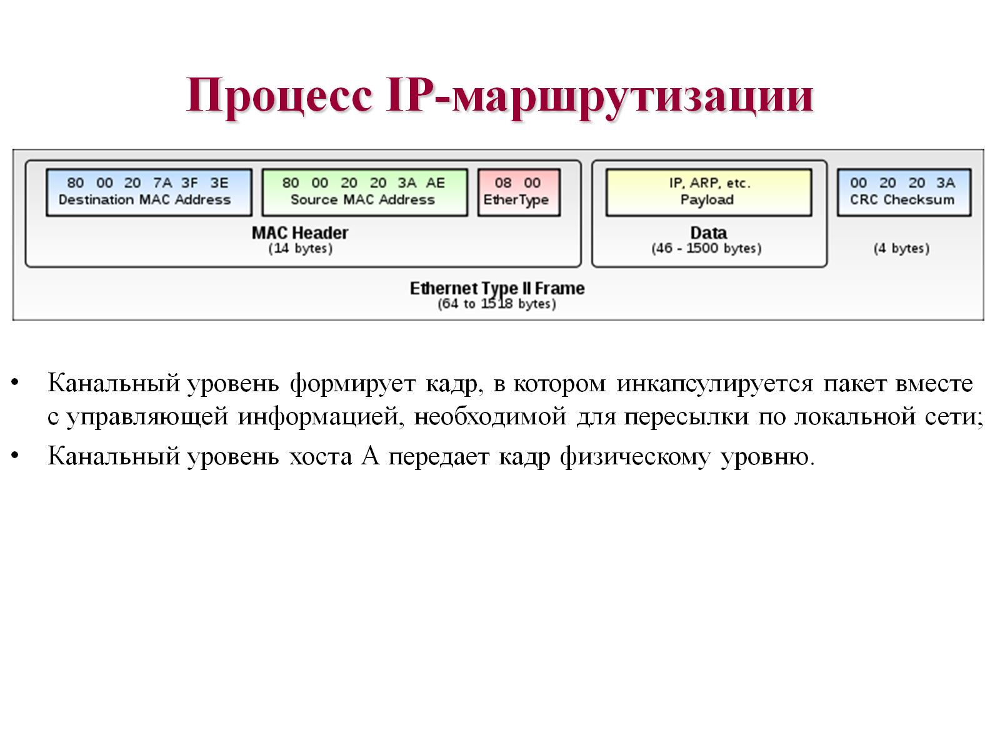 Процесс IP-маршрутизации
80 00 20 7A 3F 3E 80 00 20 20 3A AE 08 00 IP, ARP, etc. 00 20 20 3A
Destination MAC Address Source MAC Address EtherType Payload CRC Checksum
MAC Header Data
(14 bytes) (46 - 1500 bytes) (4 bytes)
Ethernet Type II Frame
(64 to 1518 bytes)
• Канальный уровень формирует кадр, в котором инкапсулируется пакет вместе
с управляющей информацией, необходимой для пересылки по локальной сети;
• Канальный уровень хоста А передает кадр физическому уровню.